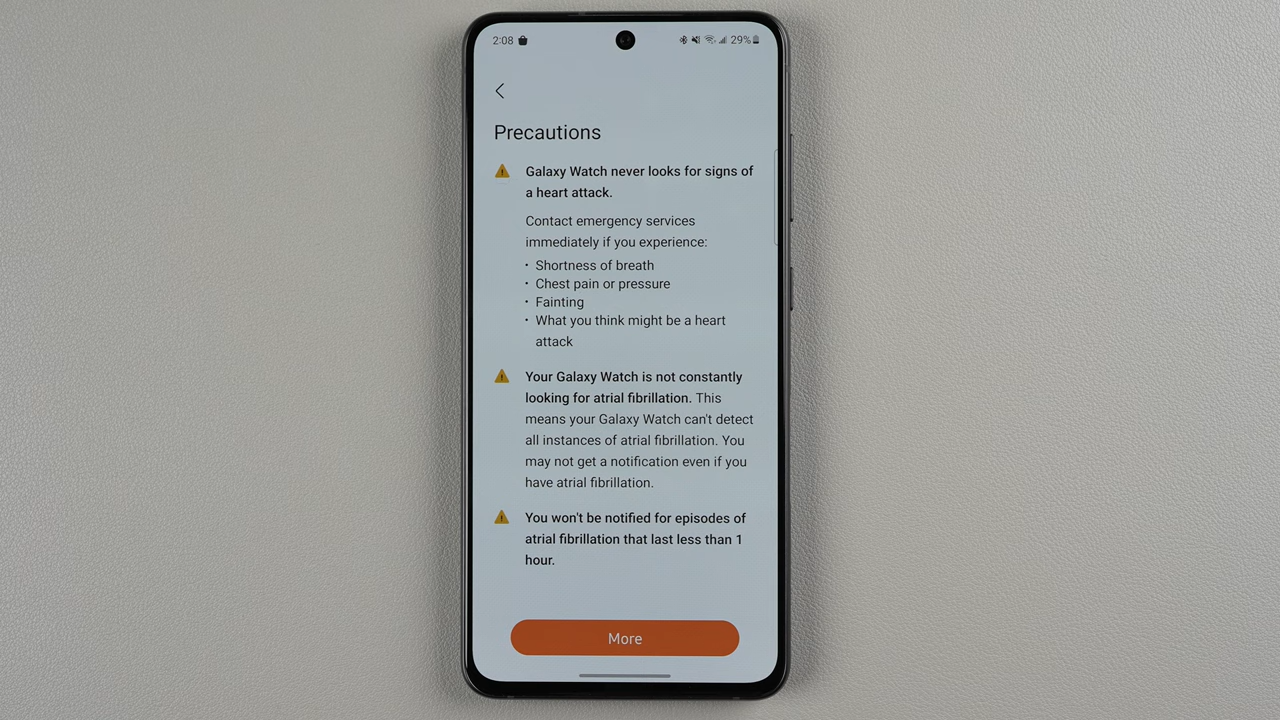 2:08
29%
Precautions
Galaxy Watch never looks for signs of
a heart attack.
Contact emergency services
immediately if you experience:
• Shortness of breath
• Chest pain or pressure
• Fainting
• What you think might be a heart
attack
Your Galaxy Watch is not constantly
looking for atrial fibrillation. This
means your Galaxy Watch can't detect
all instances of atrial fibrillation. You
may not get a notification even if you
have atrial fibrillation.
You won't be notified for episodes of
atrial fibrillation that last less than 1
hour.
More